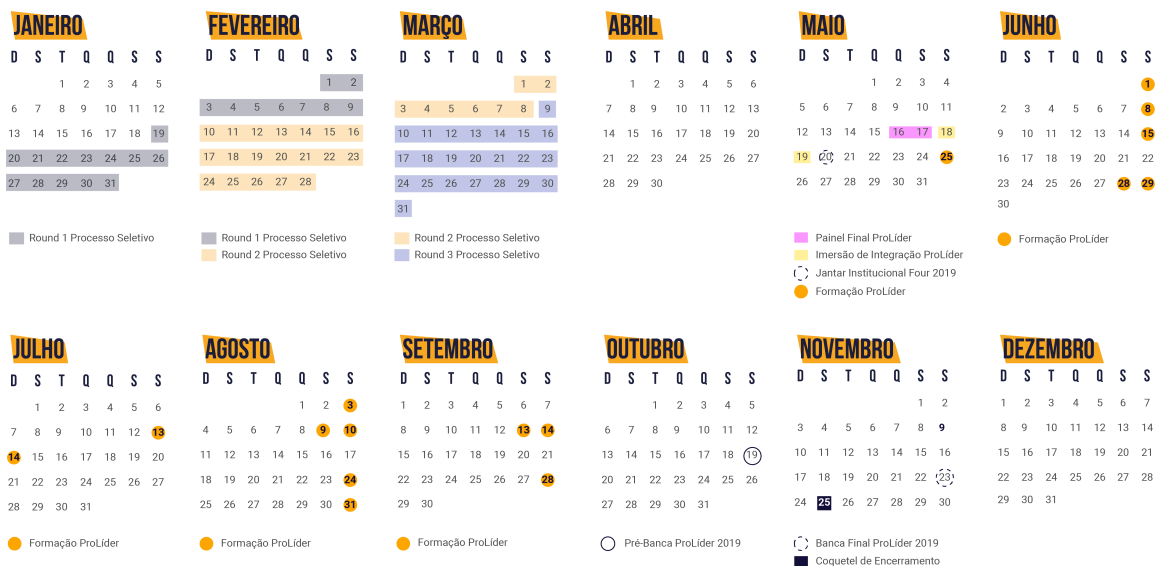 JANEIRO
D S T Q Q S S
1 2 3 4 5
6 7 8 9 10 11 12
13 14 15 16 17 18 19
20 21 22 23 24 25 26
27 28 29 30 31
Round 1 Processo Seletivo
FEVEREIRO
D S T Q Q S S
1 2
3 4 5 6 7 8 9
10 11 12 13 14 15 16
17 18 19 20 21 22 23
24 25 26 27 28
Round 1 Processo Seletivo
Round 2 Processo Seletivo
MARÇO
D S T Q Q S S
1 2
3 4 5 6 7 8 9
10 11 12 13 14 15 16
17 18 19 20 21 22 23
24 25 26 27 28 29 30
31
Round 2 Processo Seletivo
Round 3 Processo Seletivo
ABRIL
D S T Q Q S S
1 2 3 4 5 6
7 8 9 10 11 12 13
14 15 16 17 18 19 20
21 22 23 24 25 26 27
28 29 30
MAIO
D S T Q Q S S
1 2 3 4
5 6 7 8 9 10 11
12 13 14 15 16 17 18
19 20 21 22 23 24 25
26 27 28 29 30 31
Painel Final ProLíder
Imersão de Integração ProLíder
Jantar Institucional Four 2019
Formação ProLíder
JUNHO
D S T Q Q S S
1
2 3 4 5 6 7 8
9 10 11 12 13 14 15
16 17 18 19 20 21 22
23 24 25 26 27 28 29
30
Formação ProLíder
JULHO
D S T Q Q S S
1 2 3 4 5 6
7 8 9 10 11 12 13
14 15 16 17 18 19 20
21 22 23 24 25 26 27
28 29 30 31
Formação ProLíder
AGOSTO
D S T Q Q S S
1 2 3
4 5 6 7 8 9 10
11 12 13 14 15 16 17
18 19 20 21 22 23 24
25 26 27 28 29 30 31
Formação ProLíder
SETEMBRO
D S T Q Q S S
1 2 3 4 5 6 7
8 9 10 11 12 13 14
15 16 17 18 19 20 21
22 23 24 25 26 27 28
29 30
Formação ProLíder
OUTUBRO
D S T Q Q S S
1 2 3 4 5
6 7 8 9 10 11 12
13 14 15 16 17 18 19
20 21 22 23 24 25 26
27 28 29 30 31
Pré-Banca ProLíder 2019
NOVEMBRO
D S T Q Q S S
1 2
3 4 5 6 7 8 9
10 11 12 13 14 15 16
17 18 19 20 21 22 23
24 25 26 27 28 29 30
Banca Final ProLíder 2019
Coquetel de Encerramento
DEZEMBRO
D S T Q Q S S
1 2 3 4 5 6 7
8 9 10 11 12 13 14
15 16 17 18 19 20 21
22 23 24 25 26 27 28
29 30 31